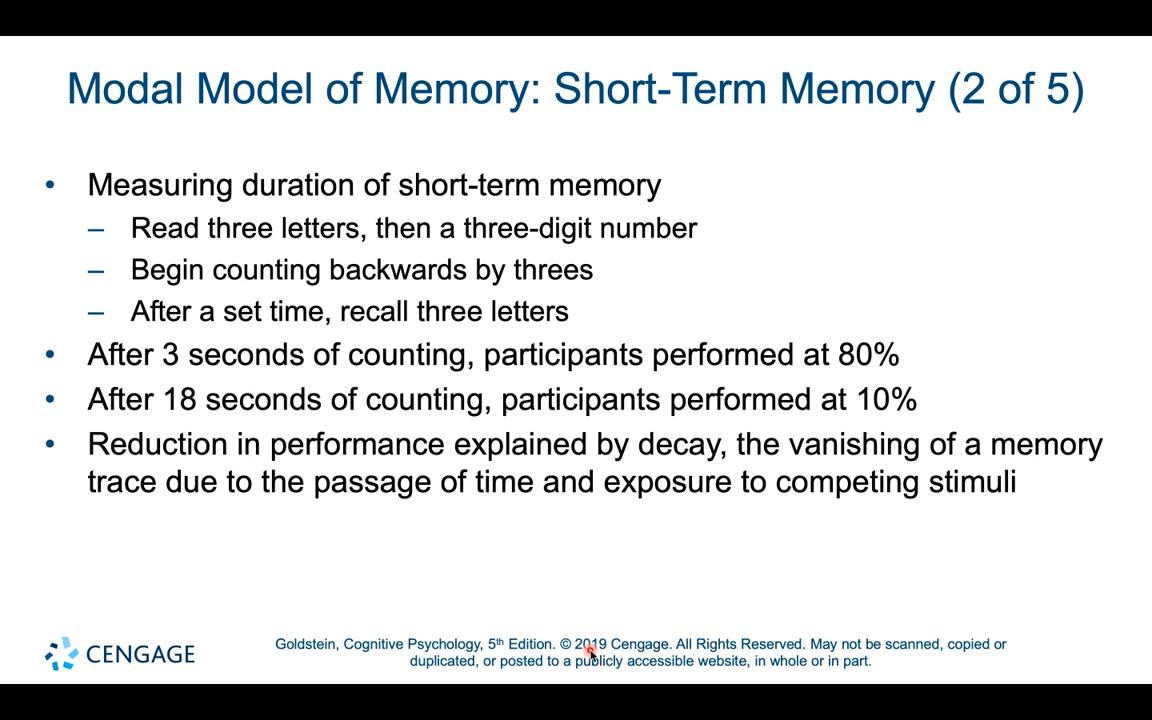 Modal Model of Memory: Short-Term Memory (2 of 5)
• Measuring duration of short-term memory
– Read three letters, then a three-digit number
– Begin counting backwards by threes
– After a set time, recall three letters
• After 3 seconds of counting, participants performed at 80%
• After 18 seconds of counting, participants performed at 10%
• Reduction in performance explained by decay, the vanishing of a memory
trace due to the passage of time and exposure to competing stimuli
CENGAGE
Goldstein, Cognitive Psychology, 5th Edition. © 2019 Cengage. All Rights Reserved. May not be scanned, copied or
duplicated, or posted to a publicly accessible website, in whole or in part.